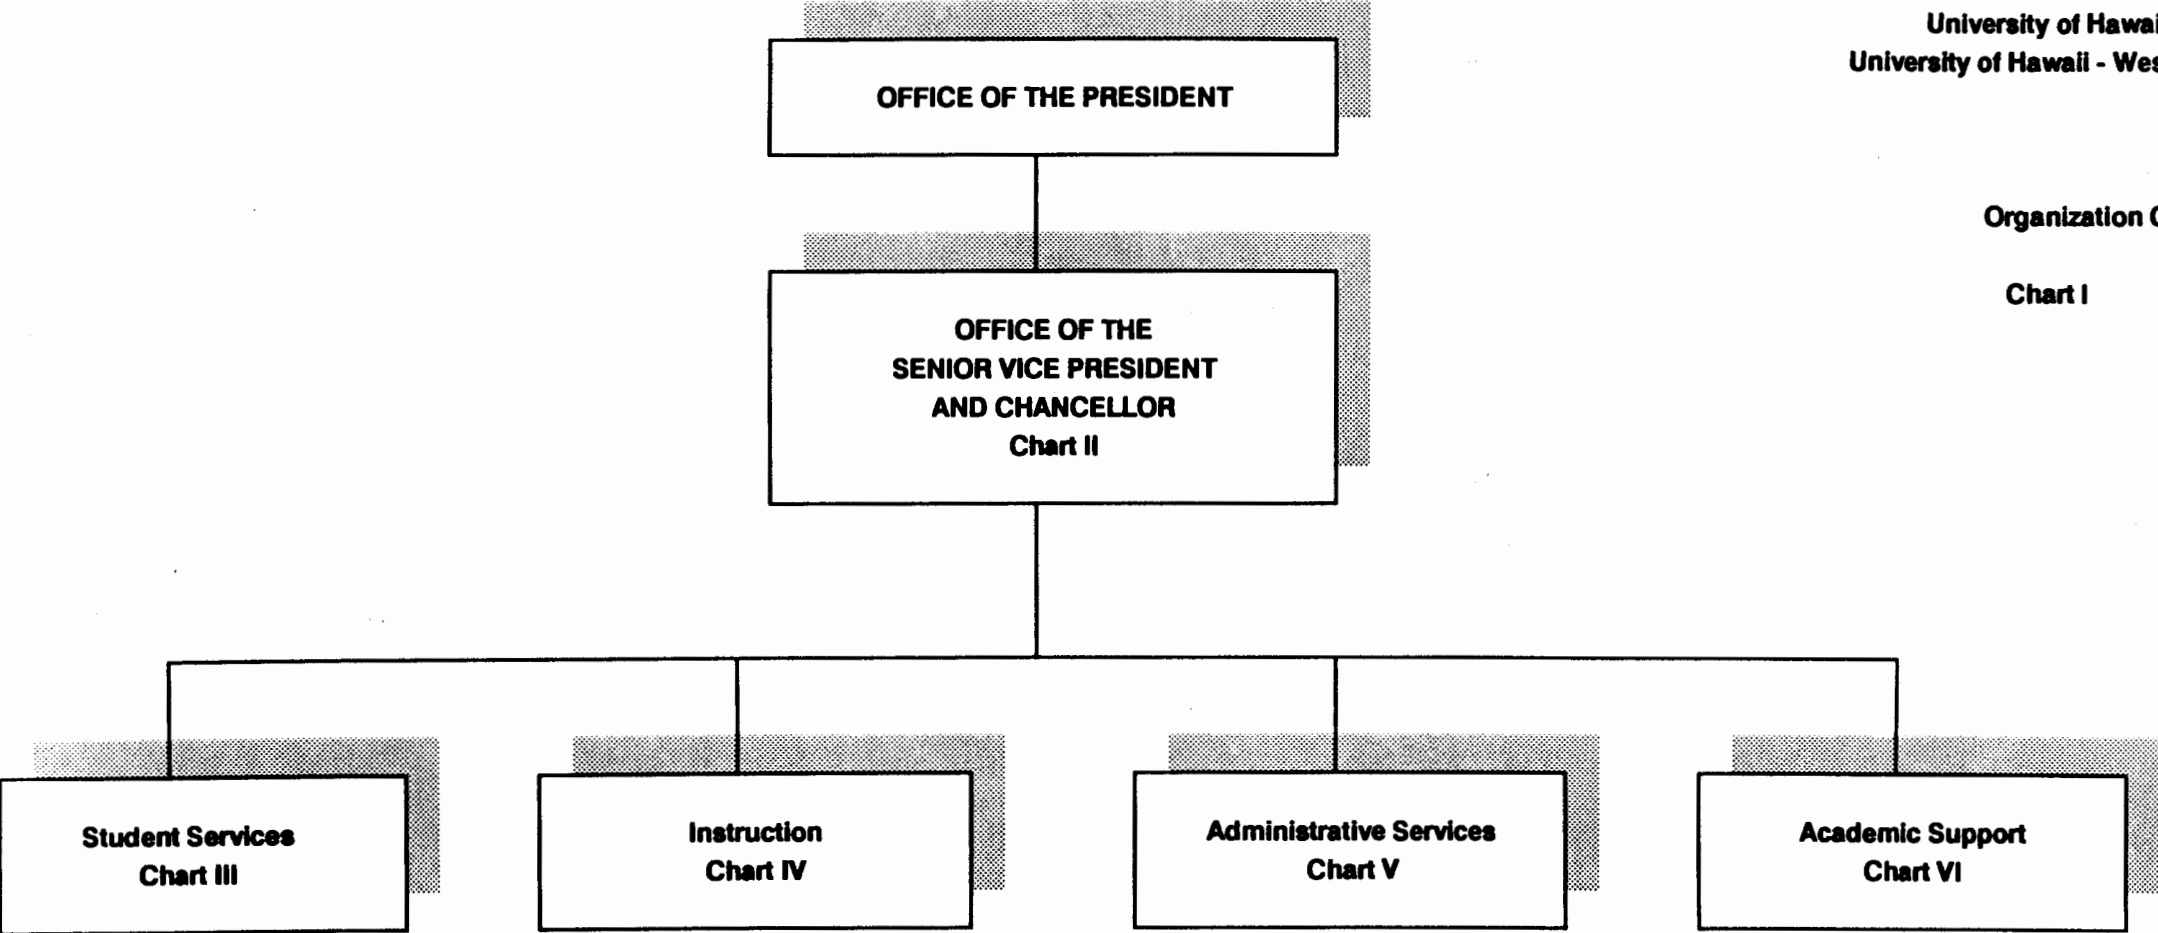 University of Hawaii
University of Hawaii - Wes
Organization C
Chart I
OFFICE OF THE PRESIDENT
OFFICE OF THE
SENIOR VICE PRESIDENT
AND CHANCELLOR
Chart II
Student Services
Chart III
Instruction
Chart IV
Administrative Services
Chart V
Academic Support
Chart VI